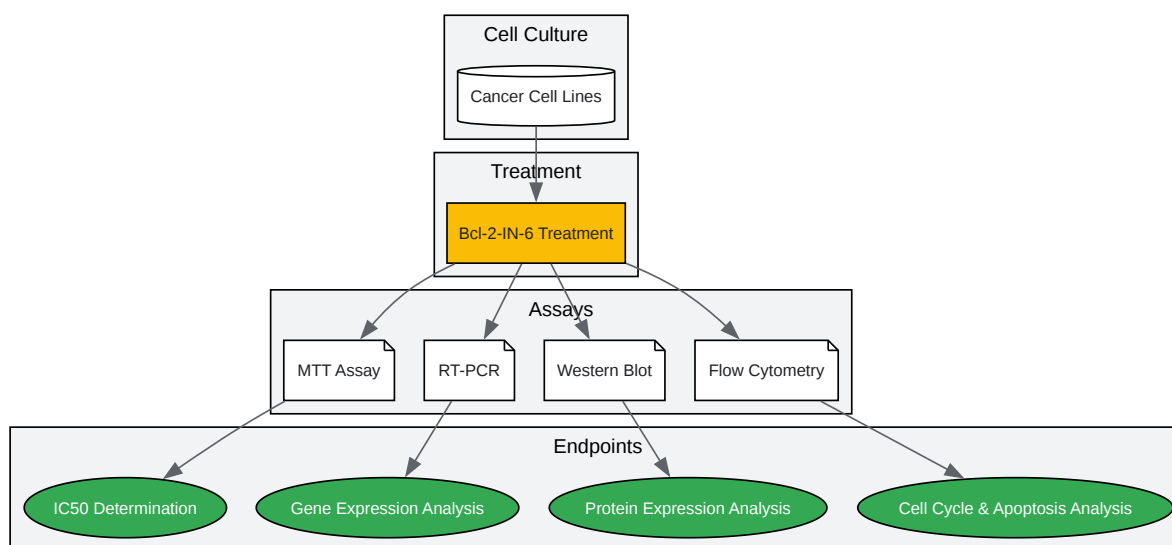 Cell Culture
Cancer Cell Lines
Treatment
Bcl-2-IN-6 Treatment
Assays
MTT Assay
RT-PCR
Western Blot
Flow Cytometry
Endpoints
IC50 Determination
Gene Expression Analysis
Protein Expression Analysis
Cell Cycle & Apoptosis Analysis